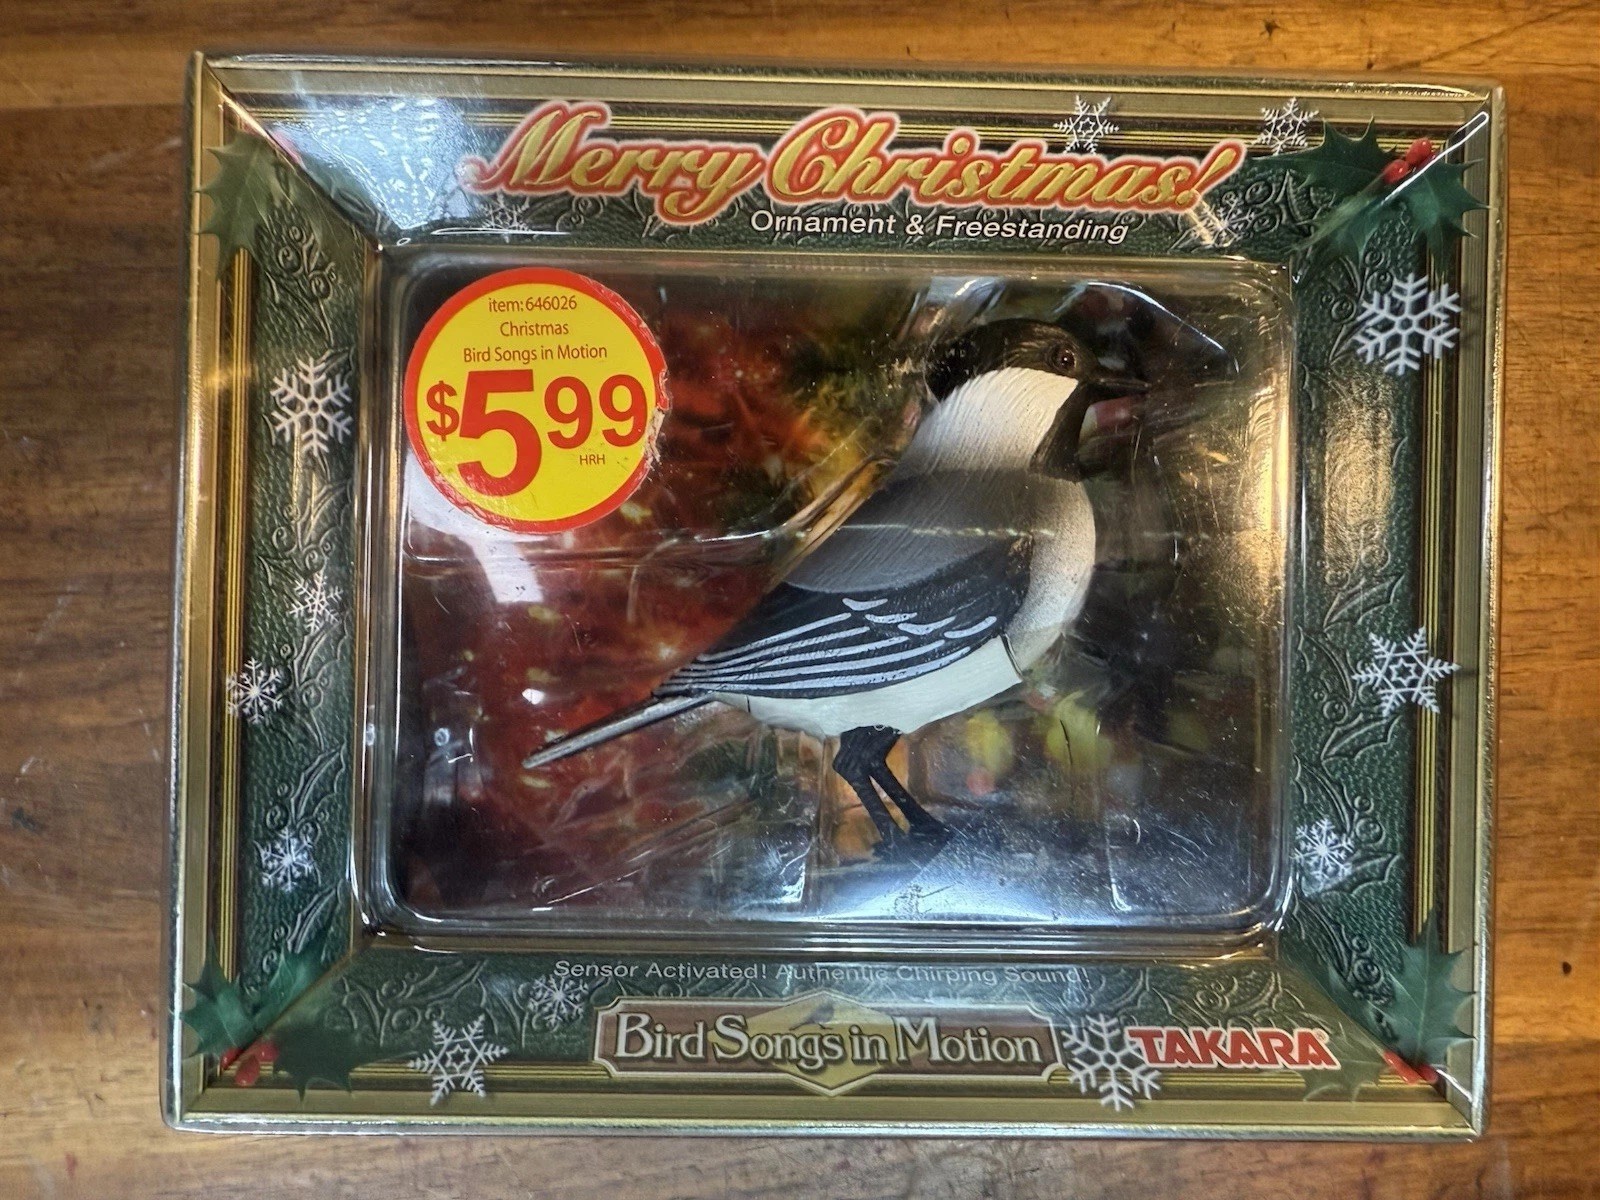 Merry Christmas!
Ornament & Freestanding
item: 646026
Christmas
Bird Songs in Motion
$5.99
HRH
Sensor Activated! Authentic Chirping Sound!
Bird Songs in Motion
TAKARA®